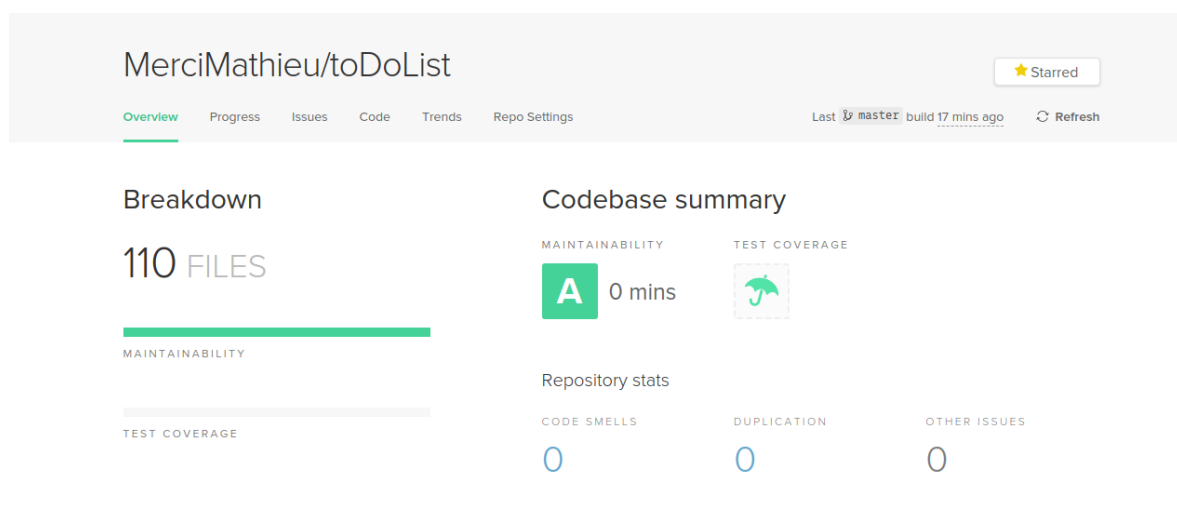 MerciMathieu/toDoList
Starred
Overview Progress Issues Code Trends Repo Settings
Last master build 17 mins ago Refresh
Breakdown
110 FILES
MAINTAINABILITY
TEST COVERAGE
Codebase summary
MAINTAINABILITY TEST COVERAGE
A 0 mins
Repository stats
CODE SMELLS DUPLICATION OTHER ISSUES
0 0 0